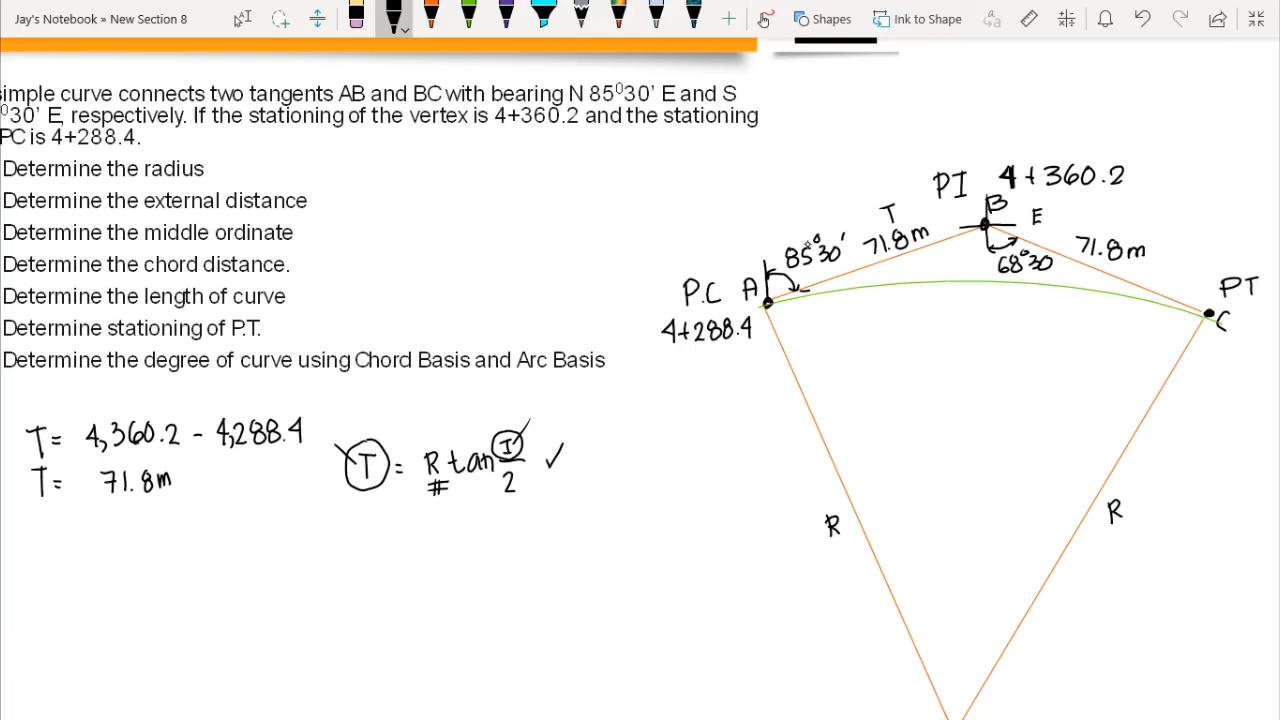 Jay's Notebook » New Section 8
Shapes
Ink to Shape
imple curve connects two tangents AB and BC with bearing N 85⁰30' E and S
⁰30' E, respectively. If the stationing of the vertex is 4+360.2 and the stationing
PC is 4+288.4.
Determine the radius
Determine the external distance
Determine the middle ordinate
Determine the chord distance.
Determine the length of curve
Determine stationing of P.T.
Determine the degree of curve using Chord Basis and Arc Basis
T= 4,360.2 - 4,288.4
T= 71.8m
T = R tan I/2 ✓
PI 4+360.2
B
E
T
71.8m
85°30'
68°30
71.8m
P.C A
4+288.4
PT
C
R
R